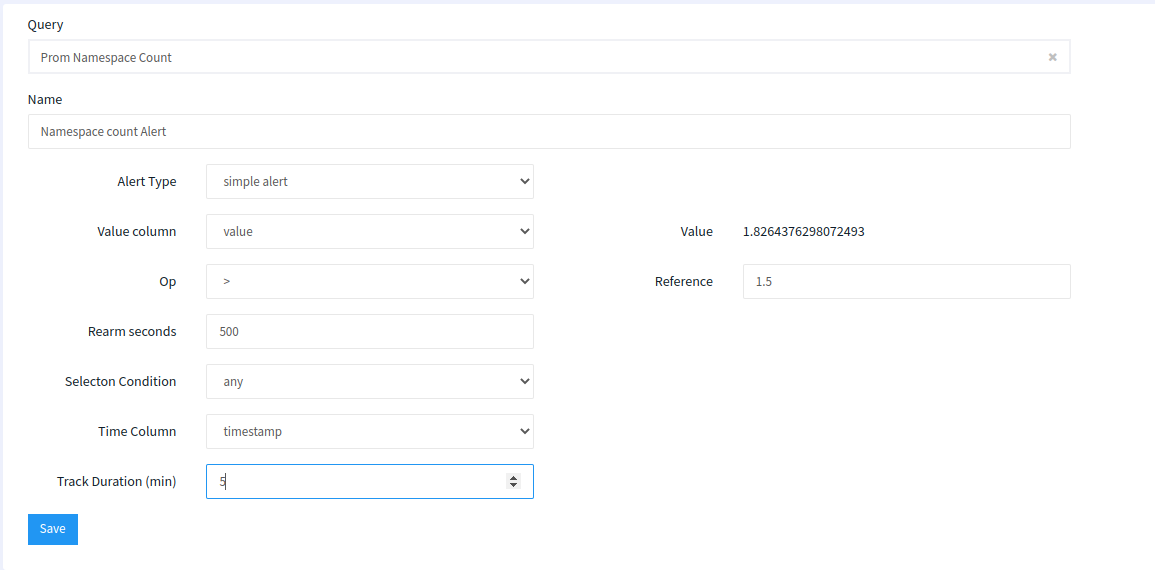 Query
Prom Namespace Count ×
Name
Namespace count Alert
Alert Type simple alert
Value column value Value 1.8264376298072493
Op > Reference 1.5
Rearm seconds 500
Selecton Condition any
Time Column timestamp
Track Duration (min) 5
Save